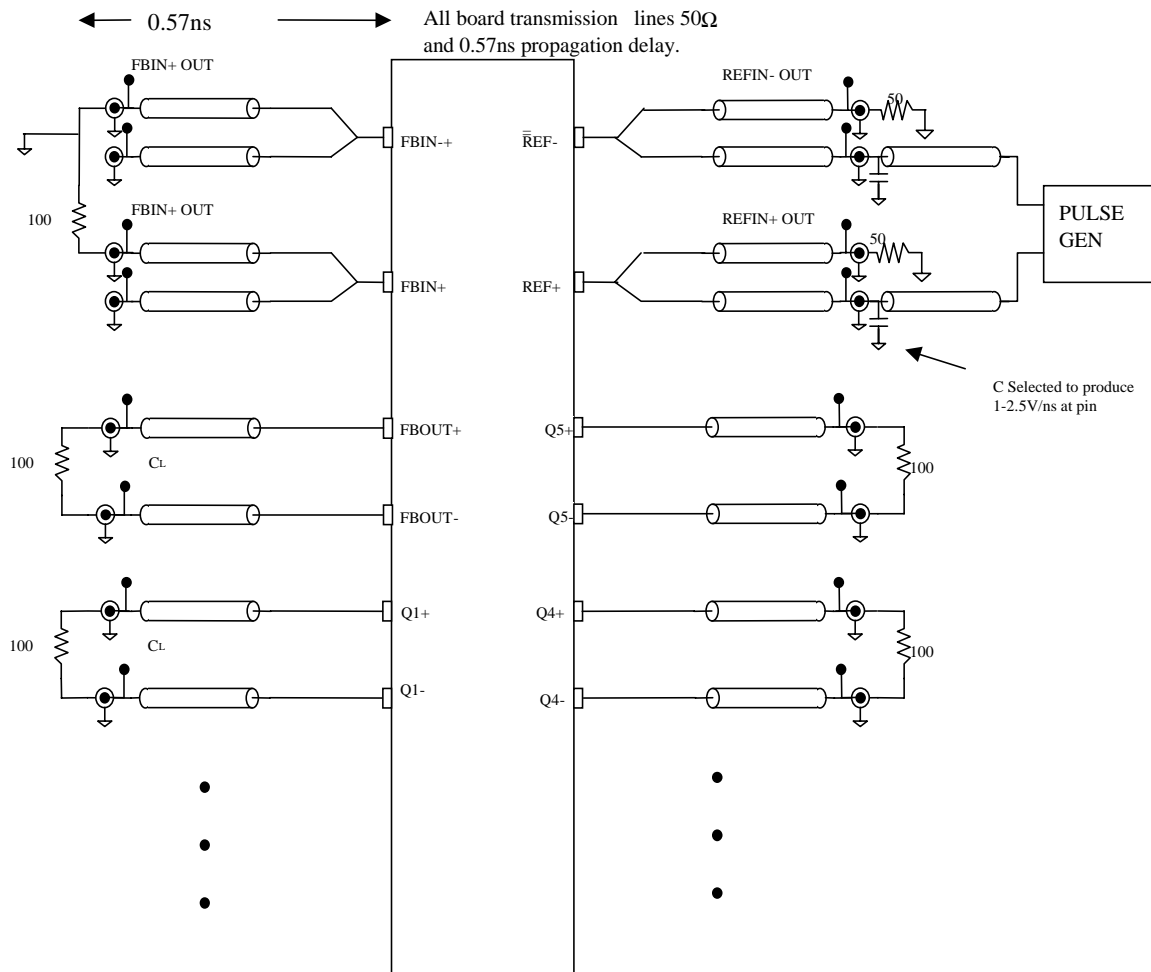 0.57ns
All board transmission lines 50Ω
and 0.57ns propagation delay.
FBIN+ OUT
REFIN- OUT
50
FBIN-+
REF-
100
FBIN+ OUT
REFIN+ OUT
50
PULSE
GEN
FBIN+
REF+
C Selected to produce
1-2.5V/ns at pin
FBOUT+
Q5+
100
CL
100
FBOUT-
Q5-
Q1+
Q4+
100
CL
100
Q1-
Q4-